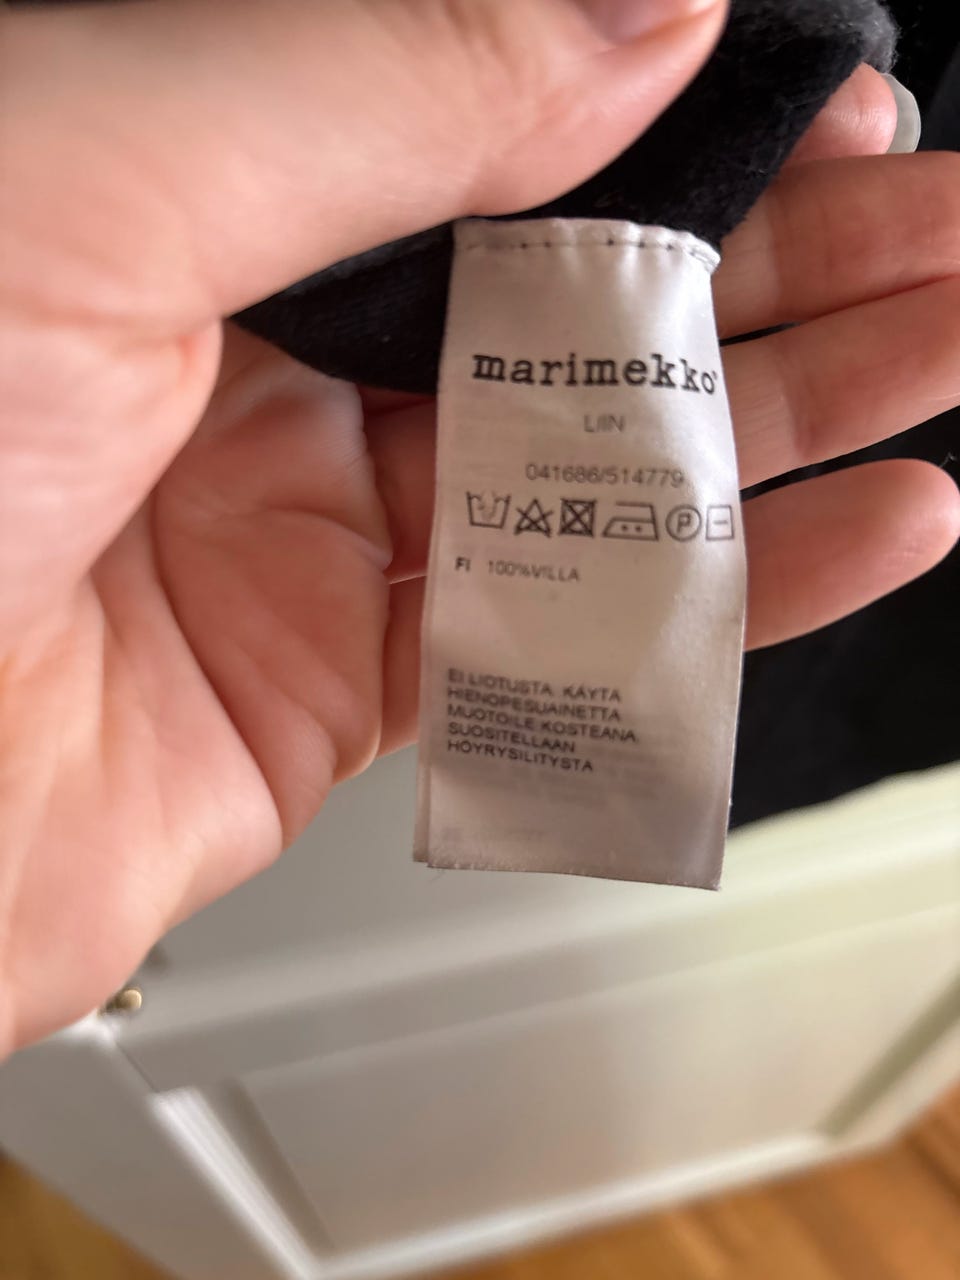 marimekko®
LIIN
041686/514779
FI 100%VILLA
EI LIOTUSTA. KÄYTÄ
HIENOPESUAINETTA
MUOTOILE KOSTEANA.
SUOSITELLAAN
HÖYRYSILITYSTÄ